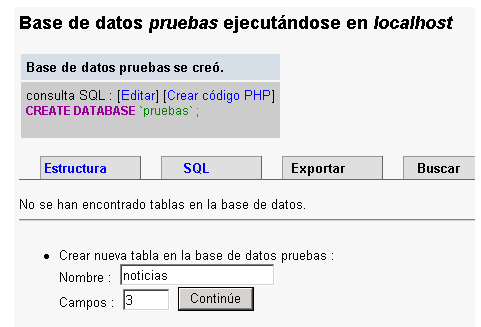 Base de datos pruebas ejecutándose en localhost
Base de datos pruebas se creó.
consulta SQL : [Editar] [Crear código PHP]
CREATE DATABASE `pruebas` ;
Estructura SQL Exportar Buscar
No se han encontrado tablas en la base de datos.
• Crear nueva tabla en la base de datos pruebas :
Nombre : noticias
Campos : 3 Continúe